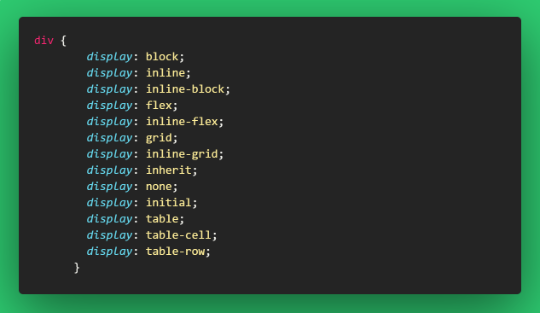 div {
display: block;
display: inline;
display: inline-block;
display: flex;
display: inline-flex;
display: grid;
display: inline-grid;
display: inherit;
display: none;
display: initial;
display: table;
display: table-cell;
display: table-row;
}